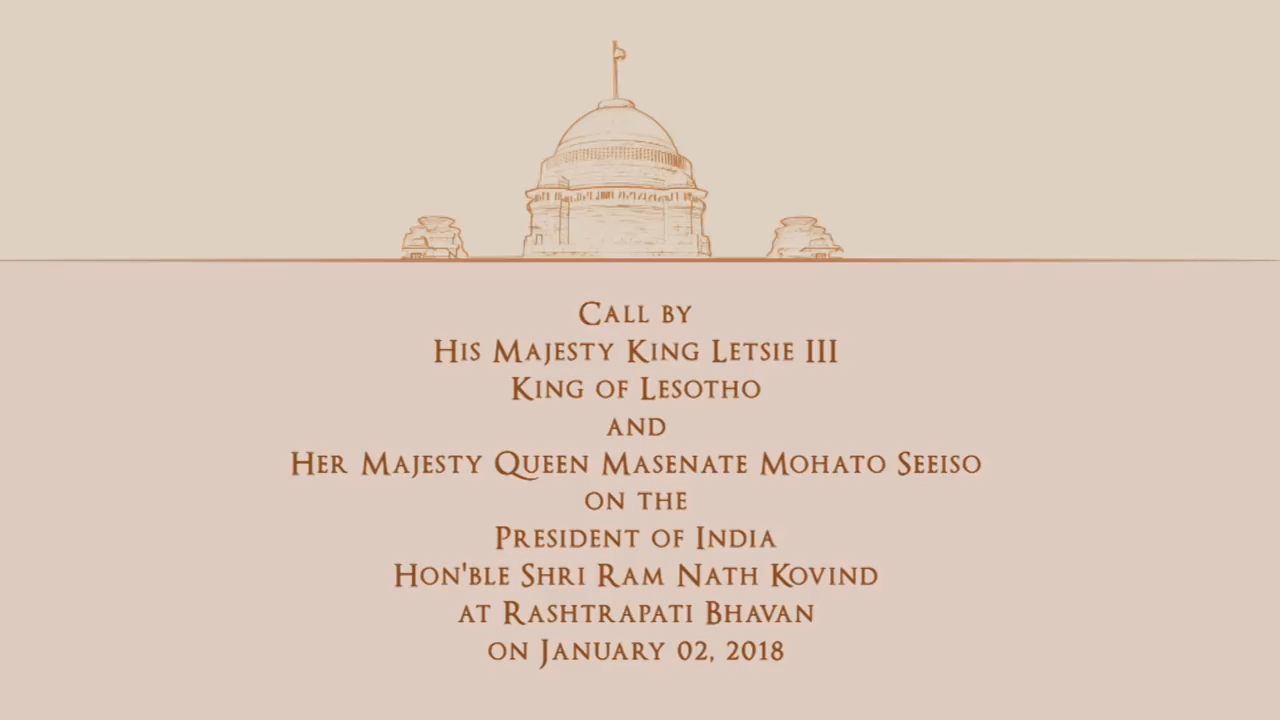 Call by
His Majesty King Letsie III
King of Lesotho
and
Her Majesty Queen Masenate Mohato Seeiso
on the
President of India
Hon'ble Shri Ram Nath Kovind
at Rashtrapati Bhavan
on January 02, 2018